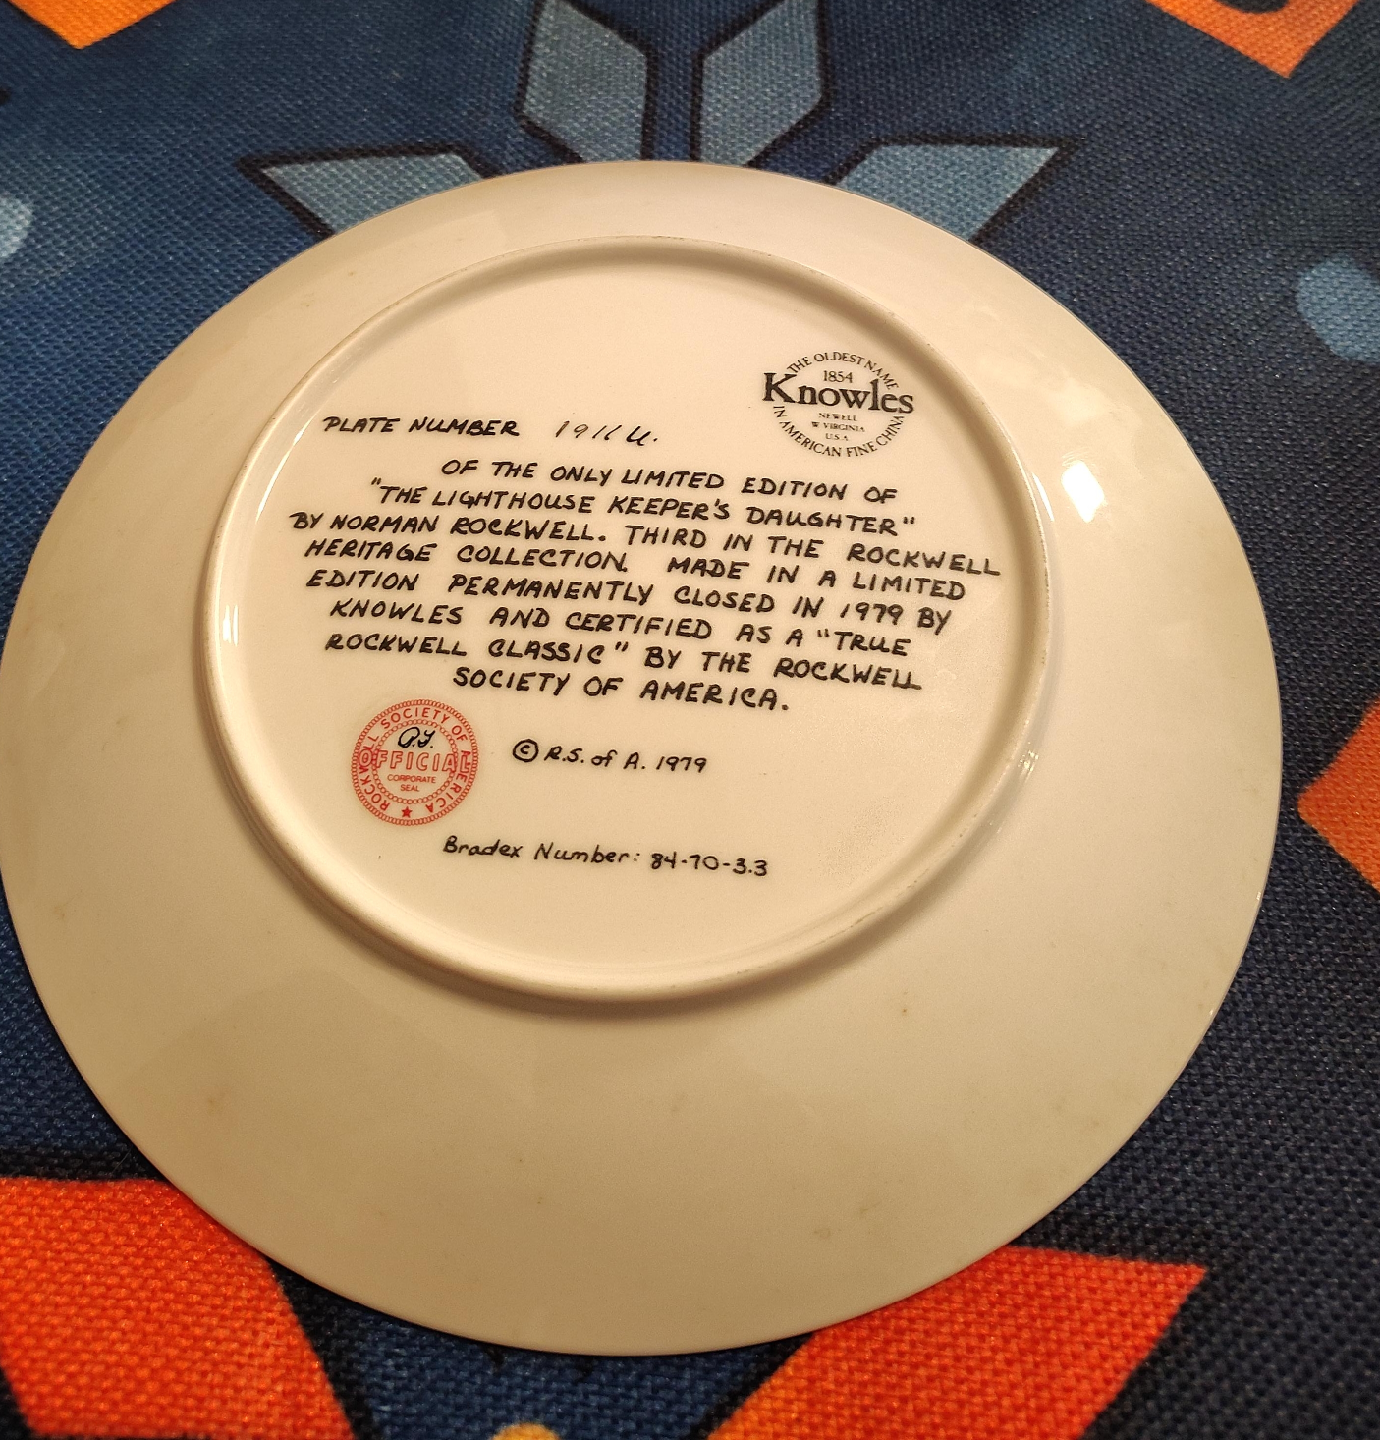 THE OLDEST NAME
1854
Knowles
NEWELL
W VIRGINIA
U.S.A
IN AMERICAN FINE CHINA
PLATE NUMBER 1911 U.
OF THE ONLY LIMITED EDITION OF
"THE LIGHTHOUSE KEEPER'S DAUGHTER"
BY NORMAN ROCKWELL. THIRD IN THE ROCKWELL
HERITAGE COLLECTION. MADE IN A LIMITED
EDITION PERMANENTLY CLOSED IN 1979 BY
KNOWLES AND CERTIFIED AS A "TRUE
ROCKWELL CLASSIC" BY THE ROCKWELL
SOCIETY OF AMERICA.
ROCKWELL SOCIETY OF AMERICA
OFFICIAL
CORPORATE
SEAL
© R.S. of A. 1979
Bradex Number: 84-70-3.3